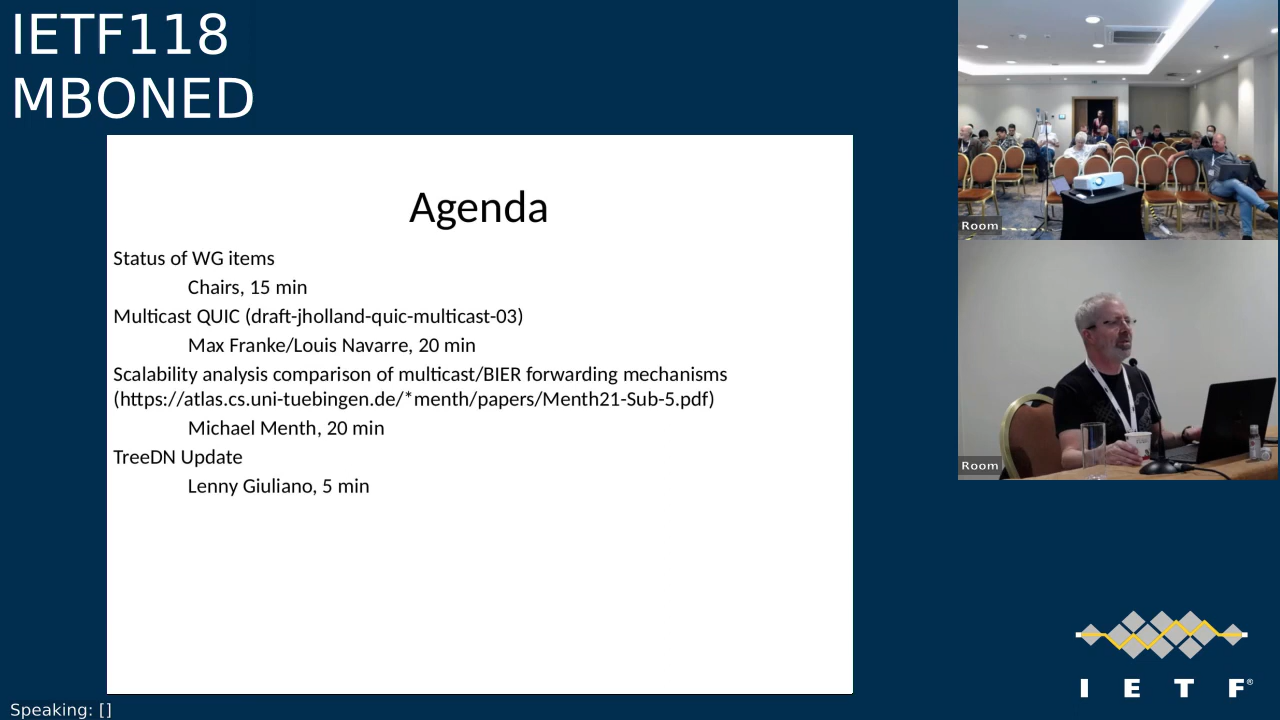 IETF118
MBONED
Agenda
Status of WG items
Chairs, 15 min
Multicast QUIC (draft-jholland-quic-multicast-03)
Max Franke/Louis Navarre, 20 min
Scalability analysis comparison of multicast/BIER forwarding mechanisms
(https://atlas.cs.uni-tuebingen.de/*menth/papers/Menth21-Sub-5.pdf)
Michael Menth, 20 min
TreeDN Update
Lenny Giuliano, 5 min
Room
Room
I E T F®
Speaking: []